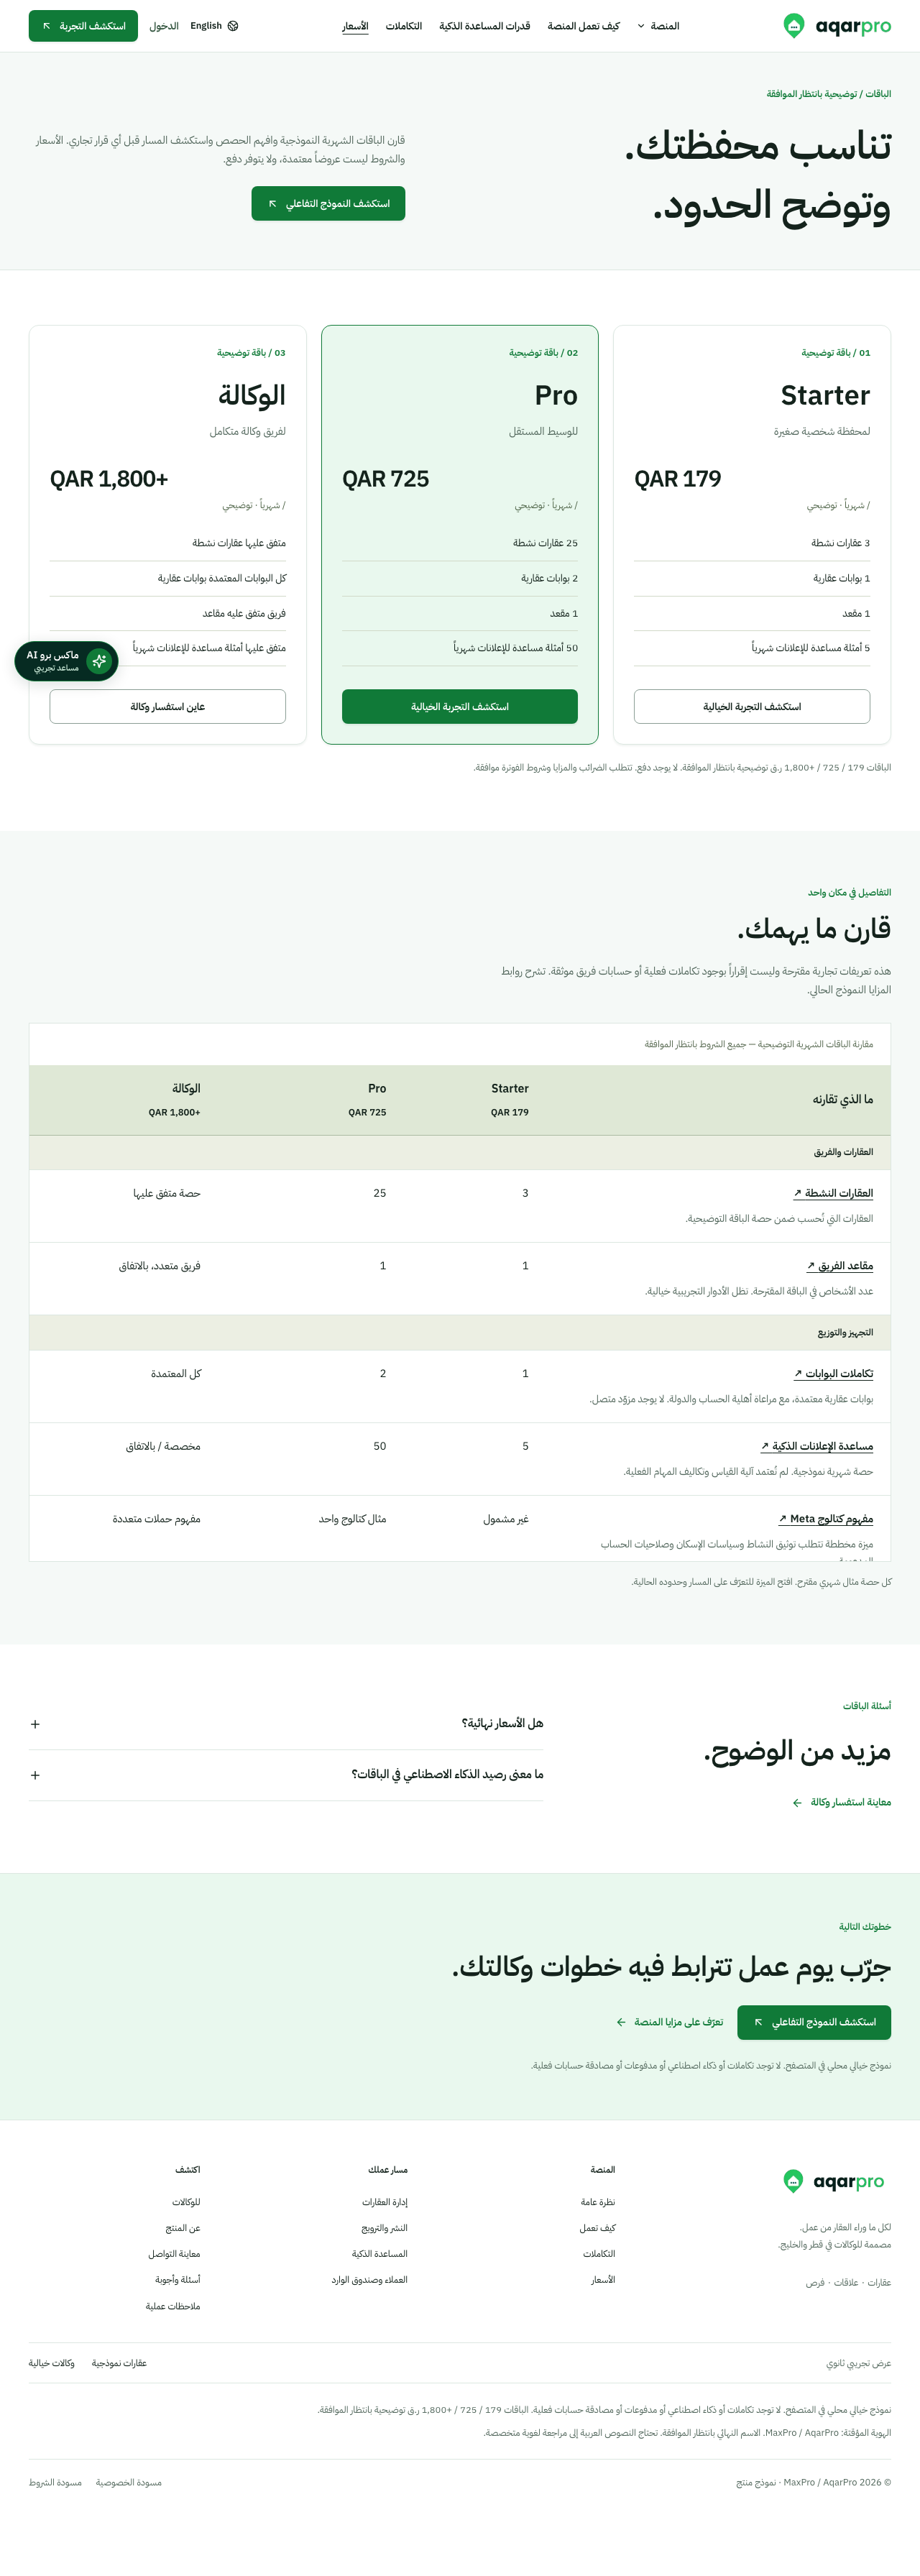 aqarpro
المنصة
كيف تعمل المنصة
قدرات المساعدة الذكية
التكاملات
الأسعار
English
الدخول
استكشف التجربة
الباقات / توضيحية بانتظار الموافقة
تناسب محفظتك.
وتوضح الحدود.
قارن الباقات الشهرية النموذجية وافهم الحصص واستكشف المسار قبل أي قرار تجاري. الأسعار
والشروط ليست عروضاً معتمدة، ولا يتوفر دفع.
استكشف النموذج التفاعلي
01 / باقة توضيحية
Starter
لمحفظة شخصية صغيرة
QAR 179
/ شهرياً · توضيحي
3 عقارات نشطة
1 بوابات عقارية
1 مقعد
5 أمثلة مساعدة للإعلانات شهرياً
استكشف التجربة الخيالية
02 / باقة توضيحية
Pro
للوسيط المستقل
QAR 725
/ شهرياً · توضيحي
25 عقارات نشطة
2 بوابات عقارية
1 مقعد
50 أمثلة مساعدة للإعلانات شهرياً
استكشف التجربة الخيالية
03 / باقة توضيحية
الوكالة
لفريق وكالة متكامل
QAR 1,800+
/ شهرياً · توضيحي
متفق عليها عقارات نشطة
كل البوابات المعتمدة بوابات عقارية
فريق متفق عليه مقاعد
متفق عليها أمثلة مساعدة للإعلانات شهرياً
عاين استفسار وكالة
ماكس برو AI
مساعد تجريبي
الباقات 179 / 725 / +1,800 ر.ق توضيحية بانتظار الموافقة. لا يوجد دفع. تتطلب الضرائب والمزايا وشروط الفوترة موافقة.
التفاصيل في مكان واحد
قارن ما يهمك.
هذه تعريفات تجارية مقترحة وليست إقراراً بوجود تكاملات فعلية أو حسابات فريق موثقة. تشرح روابط
المزايا النموذج الحالي.
مقارنة الباقات الشهرية التوضيحية — جميع الشروط بانتظار الموافقة
ما الذي تقارنه
Starter
QAR 179
Pro
QAR 725
الوكالة
QAR 1,800+
العقارات والفريق
العقارات النشطة ↗
3
25
حصة متفق عليها
العقارات التي تُحسب ضمن حصة الباقة التوضيحية.
مقاعد الفريق ↗
1
1
فريق متعدد، بالاتفاق
عدد الأشخاص في الباقة المقترحة. تظل الأدوار التجريبية خيالية.
التجهيز والتوزيع
تكاملات البوابات ↗
1
2
كل المعتمدة
بوابات عقارية معتمدة، مع مراعاة أهلية الحساب والدولة. لا يوجد مزوّد متصل.
مساعدة الإعلانات الذكية ↗
5
50
مخصصة / بالاتفاق
حصة شهرية نموذجية. لم تُعتمد آلية القياس وتكاليف المهام الفعلية.
مفهوم كتالوج Meta ↗
غير مشمول
مثال كتالوج واحد
مفهوم حملات متعددة
ميزة مخططة تتطلب توثيق النشاط وسياسات الإسكان وصلاحيات الحساب
كل حصة مثال شهري مقترح. افتح الميزة للتعرّف على المسار وحدوده الحالية.
أسئلة الباقات
مزيد من الوضوح.
معاينة استفسار وكالة
هل الأسعار نهائية؟
ما معنى رصيد الذكاء الاصطناعي في الباقات؟
خطوتك التالية
جرّب يوم عمل تترابط فيه خطوات وكالتك.
استكشف النموذج التفاعلي
تعرّف على مزايا المنصة
نموذج خيالي محلي في المتصفح. لا توجد تكاملات أو ذكاء اصطناعي أو مدفوعات أو مصادقة حسابات فعلية.
aqarpro
لكل ما وراء العقار من عمل.
مصممة للوكالات في قطر والخليج.
عقارات · علاقات · فرص
المنصة
نظرة عامة
كيف تعمل
التكاملات
الأسعار
مسار عملك
إدارة العقارات
النشر والترويج
المساعدة الذكية
العملاء وصندوق الوارد
اكتشف
للوكالات
عن المنتج
معاينة التواصل
أسئلة وأجوبة
ملاحظات عملية
عرض تجريبي ثانوي
عقارات نموذجية
وكالات خيالية
نموذج خيالي محلي في المتصفح. لا توجد تكاملات أو ذكاء اصطناعي أو مدفوعات أو مصادقة حسابات فعلية. الباقات 179 / 725 / +1,800 ر.ق توضيحية بانتظار الموافقة.
الهوية المؤقتة: MaxPro / AqarPro. الاسم النهائي بانتظار الموافقة. تحتاج النصوص العربية إلى مراجعة لغوية متخصصة.
© 2026 MaxPro / AqarPro · نموذج منتج
مسودة الخصوصية
مسودة الشروط